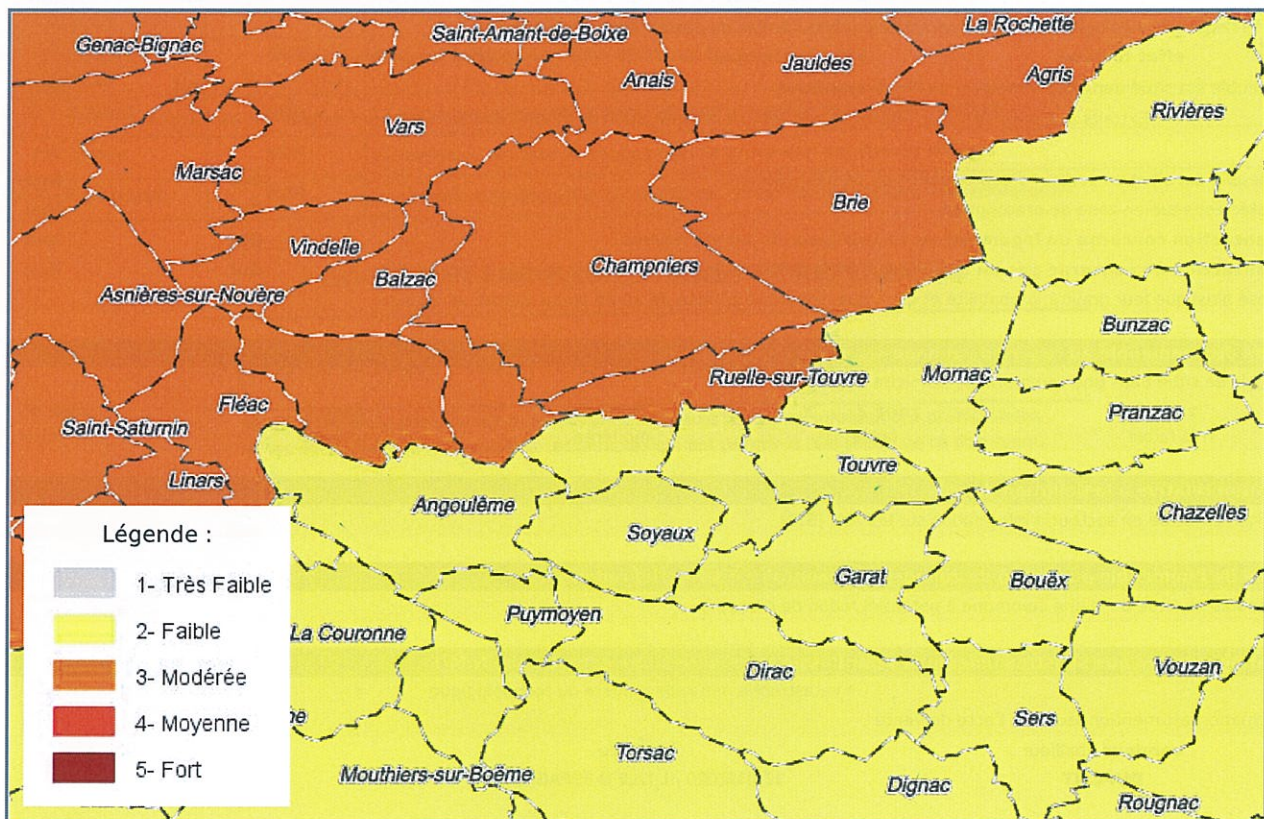 La Rochette
Saint-Amant-de-Boixe
Genac-Bignac
Jauldes
Agris
Anais
Rivières
Vars
Marsac
Brie
Vindelle
Champniers
Balzac
Asnières-sur-Nouère
Bunzac
Mornac
Ruelle-sur-Touvre
Fléac
Pranzac
Saint-Saturnin
Touvre
Linars
Angoulême
Chazelles
Soyaux
Garat
Bouëx
Puymoyen
La Couronne
Vouzan
Dirac
Sers
Torsac
Mouthiers-sur-Boëme
Dignac
Rougnac
Légende :
1- Très Faible
2- Faible
3- Modérée
4- Moyenne
5- Fort